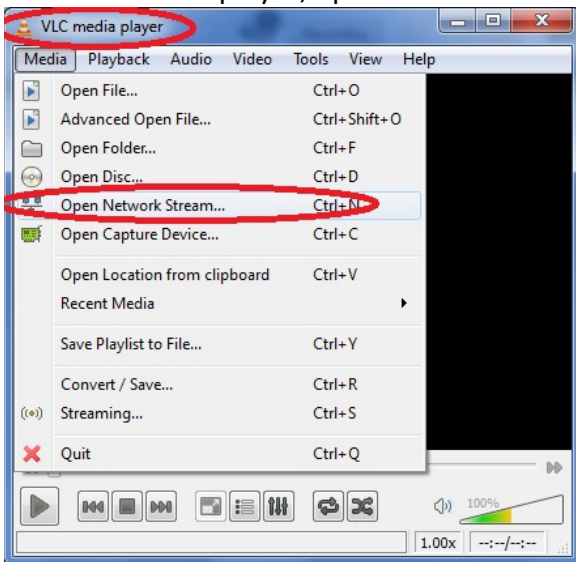 VLC media player
Media Playback Audio Video Tools View Help
Open File... Ctrl+O
Advanced Open File... Ctrl+Shift+O
Open Folder... Ctrl+F
Open Disc... Ctrl+D
Open Network Stream... Ctrl+N
Open Capture Device... Ctrl+C
Open Location from clipboard Ctrl+V
Recent Media
Save Playlist to File... Ctrl+Y
Convert / Save... Ctrl+R
Streaming... Ctrl+S
Quit Ctrl+Q
100%
1.00x --:--/--:--